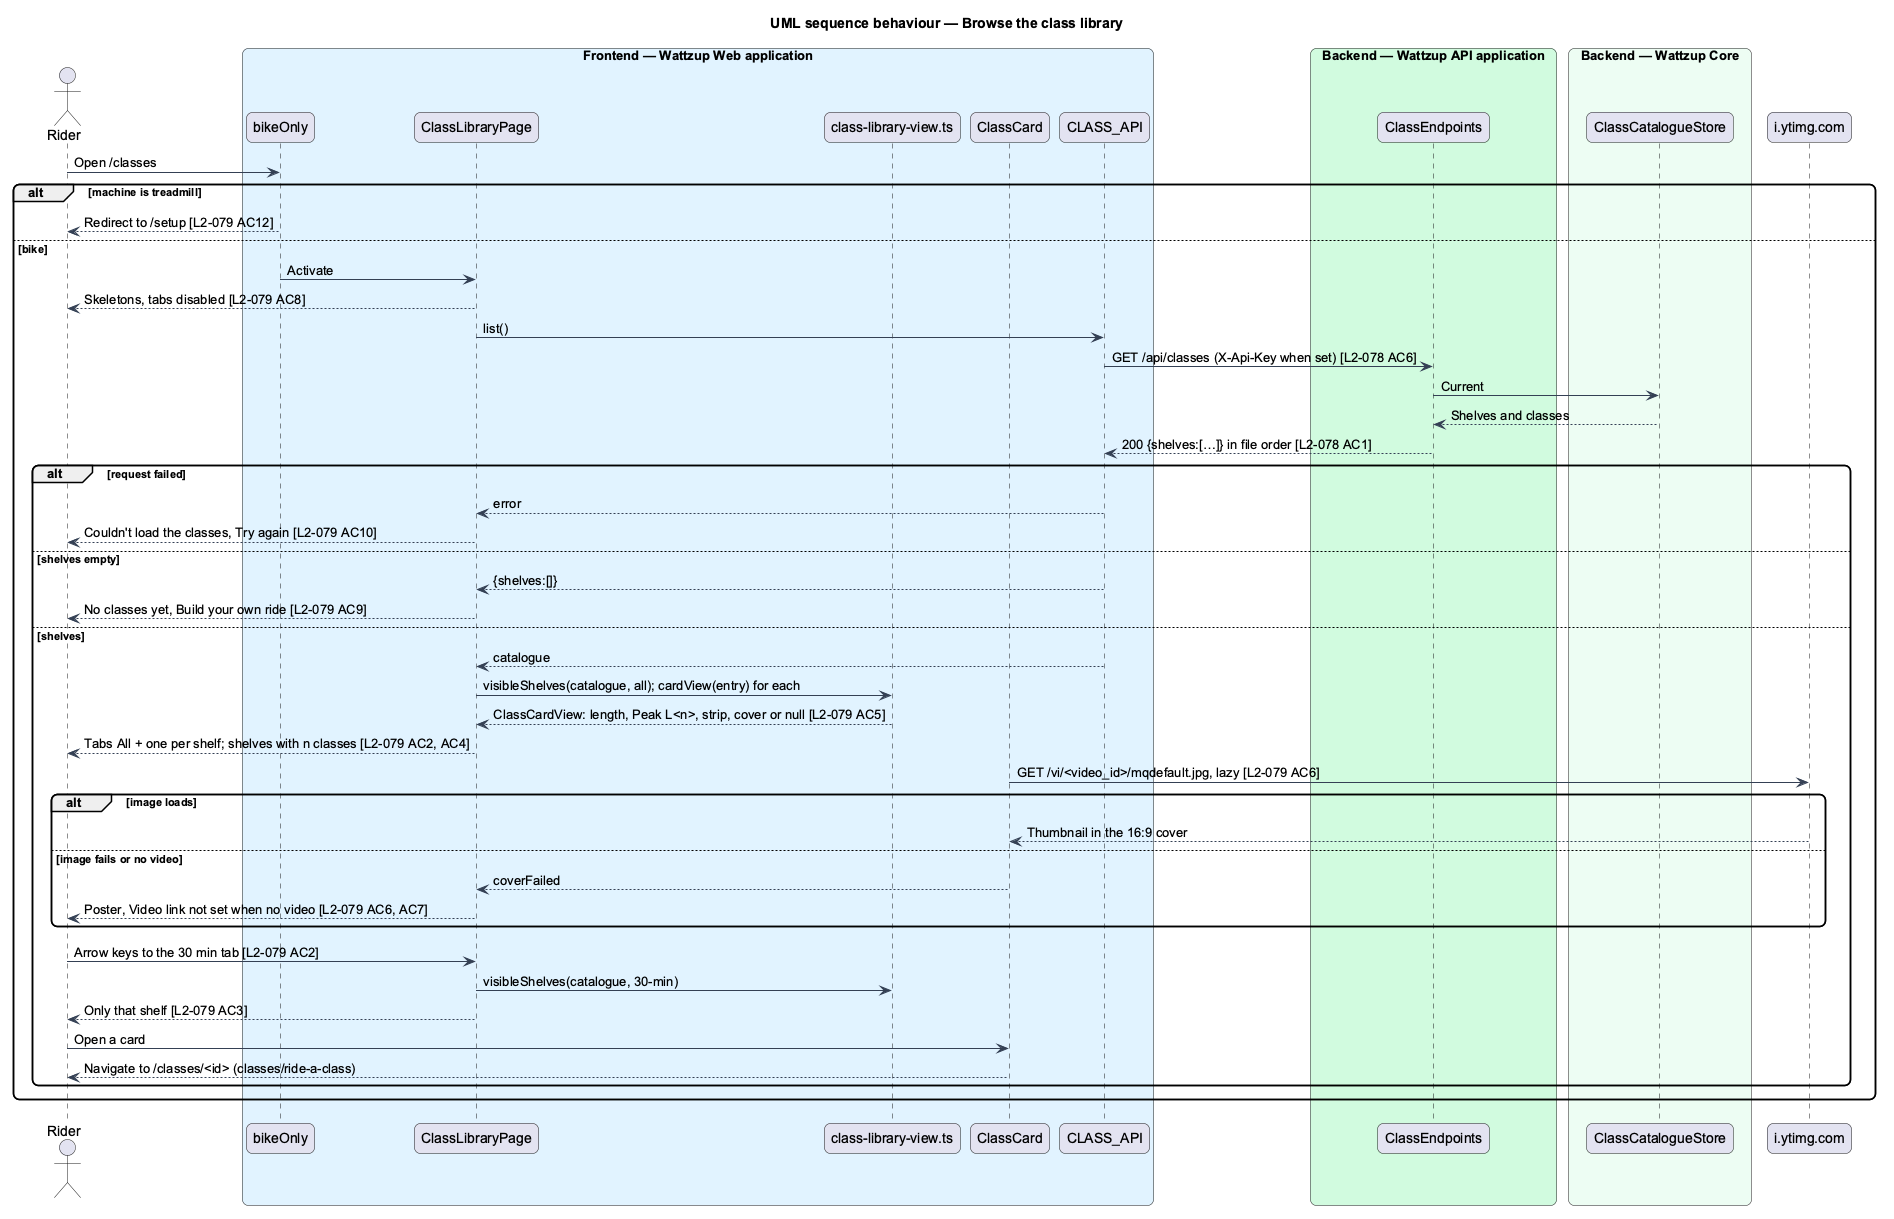 UML sequence behaviour — Browse the class library
Frontend — Wattzup Web application
Backend — Wattzup API application
Backend — Wattzup Core
Rider
bikeOnly
ClassLibraryPage
class-library-view.ts
ClassCard
CLASS_API
ClassEndpoints
ClassCatalogueStore
i.ytimg.com
Open /classes
alt
[machine is treadmill]
Redirect to /setup [L2-079 AC12]
[bike]
Activate
Skeletons, tabs disabled [L2-079 AC8]
list()
GET /api/classes (X-Api-Key when set) [L2-078 AC6]
Current
Shelves and classes
200 {shelves:[...]} in file order [L2-078 AC1]
alt
[request failed]
error
Couldn't load the classes, Try again [L2-079 AC10]
[shelves empty]
{shelves:[]}
No classes yet, Build your own ride [L2-079 AC9]
[shelves]
catalogue
visibleShelves(catalogue, all); cardView(entry) for each
ClassCardView: length, Peak L<n>, strip, cover or null [L2-079 AC5]
Tabs All + one per shelf; shelves with n classes [L2-079 AC2, AC4]
GET /vi/<video_id>/mqdefault.jpg, lazy [L2-079 AC6]
alt
[image loads]
Thumbnail in the 16:9 cover
[image fails or no video]
coverFailed
Poster, Video link not set when no video [L2-079 AC6, AC7]
Arrow keys to the 30 min tab [L2-079 AC2]
visibleShelves(catalogue, 30-min)
Only that shelf [L2-079 AC3]
Open a card
Navigate to /classes/<id> (classes/ride-a-class)
Rider
bikeOnly
ClassLibraryPage
class-library-view.ts
ClassCard
CLASS_API
ClassEndpoints
ClassCatalogueStore
i.ytimg.com